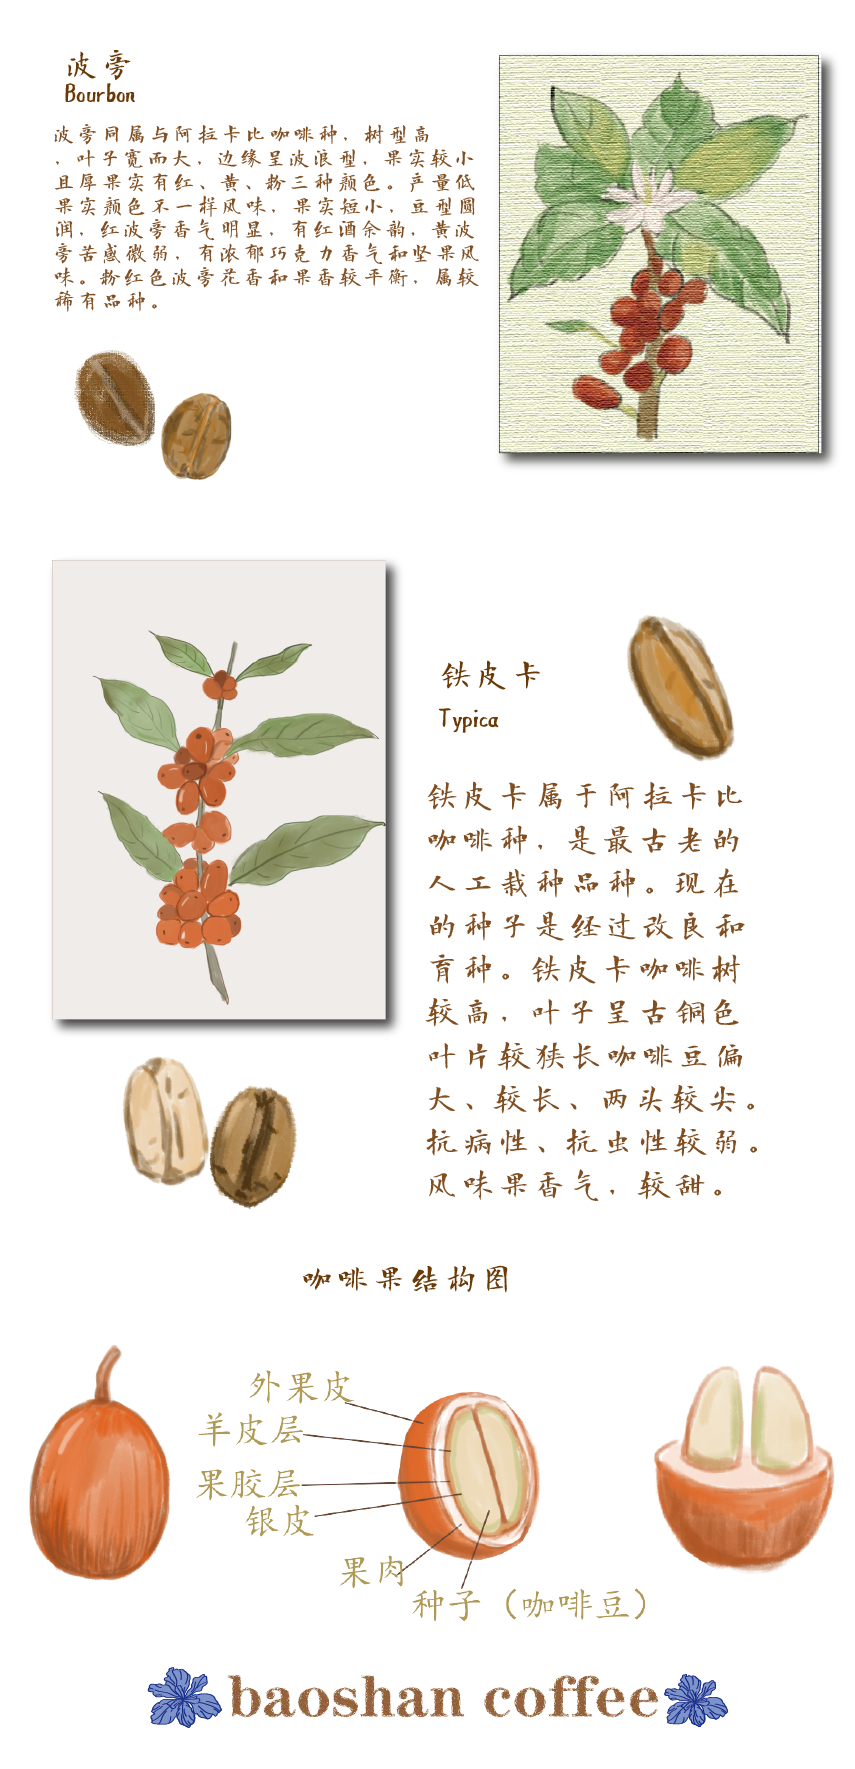 波旁
Bourbon
波旁同属与阿拉卡比咖啡种，树型高
，叶子宽而大，边缘呈波浪型，果实较小
且厚果实有红、黄、粉三种颜色。产量低
果实颜色不一样风味，果实短小，豆型圆
润，红波旁香气明显，有红酒余韵，黄波
旁苦感微弱，有浓郁巧克力香气和坚果风
味。粉红色波旁花香和果香较平衡，属较
稀有品种。
铁皮卡
Typica
铁皮卡属于阿拉卡比
咖啡种，是最古老的
人工栽种品种。现在
的种子是经过改良和
育种。铁皮卡咖啡树
较高，叶子呈古铜色
叶片较狭长咖啡豆偏
大、较长、两头较尖。
抗病性、抗虫性较弱。
风味果香气，较甜。
咖啡果结构图
外果皮
羊皮层
果胶层
银皮
果肉
种子（咖啡豆）
baoshan coffee